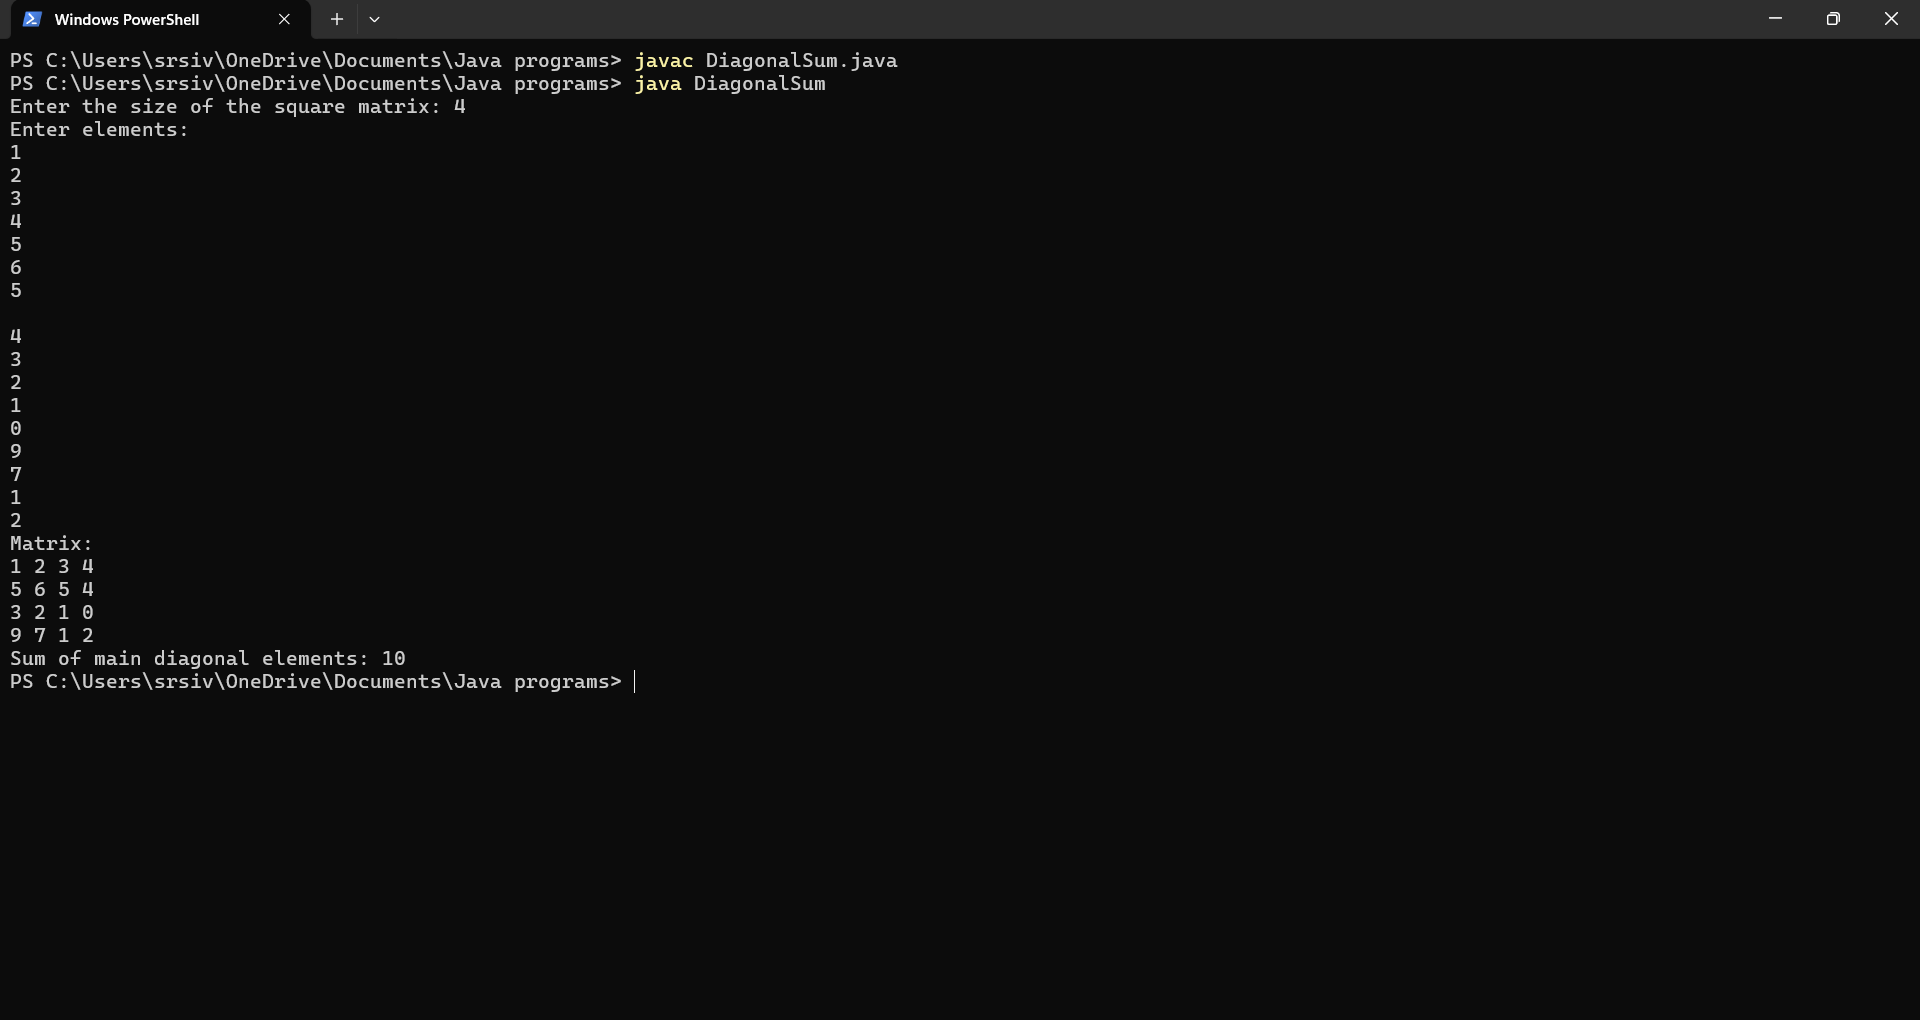 Windows PowerShell
PS C:\Users\srsiv\OneDrive\Documents\Java programs> javac DiagonalSum.java
PS C:\Users\srsiv\OneDrive\Documents\Java programs> java DiagonalSum
Enter the size of the square matrix: 4
Enter elements:
1
2
3
4
5
6
5

4
3
2
1
0
9
7
1
2
Matrix:
1 2 3 4
5 6 5 4
3 2 1 0
9 7 1 2
Sum of main diagonal elements: 10
PS C:\Users\srsiv\OneDrive\Documents\Java programs>